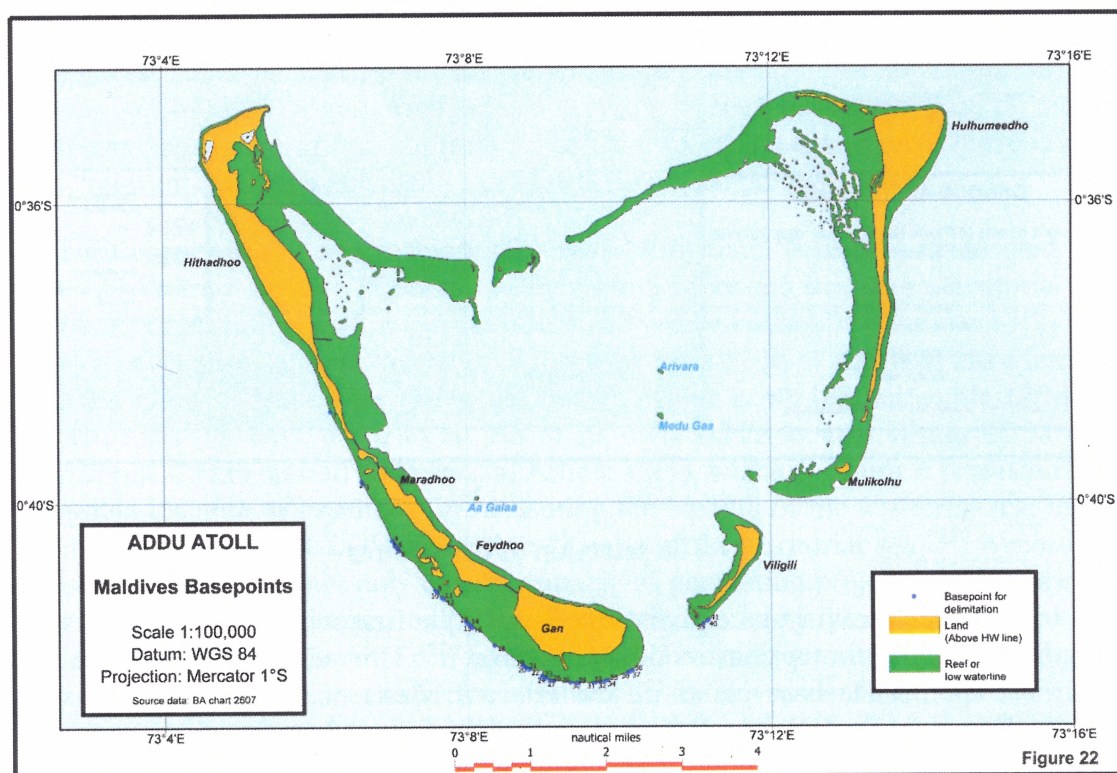 73°4'E
73°8'E
73°12'E
73°16'E
Hulhumeedho
0°36'S
0°36'S
Hithadhoo
Arivara
Medu Gaa
Maradhoo
Mulikolhu
0°40'S
Aa Galaa
0°40'S
Feydhoo
Viligili
Gan
ADDU ATOLL
Maldives Basepoints
Scale 1:100,000
Datum: WGS 84
Projection: Mercator 1°S
Source data: BA chart 2607
Basepoint for
delimitation
Land
(Above HW line)
Reef or
low waterline
73°4'E
73°8'E
73°12'E
73°16'E
nautical miles
0 1 2 3 4
Figure 22